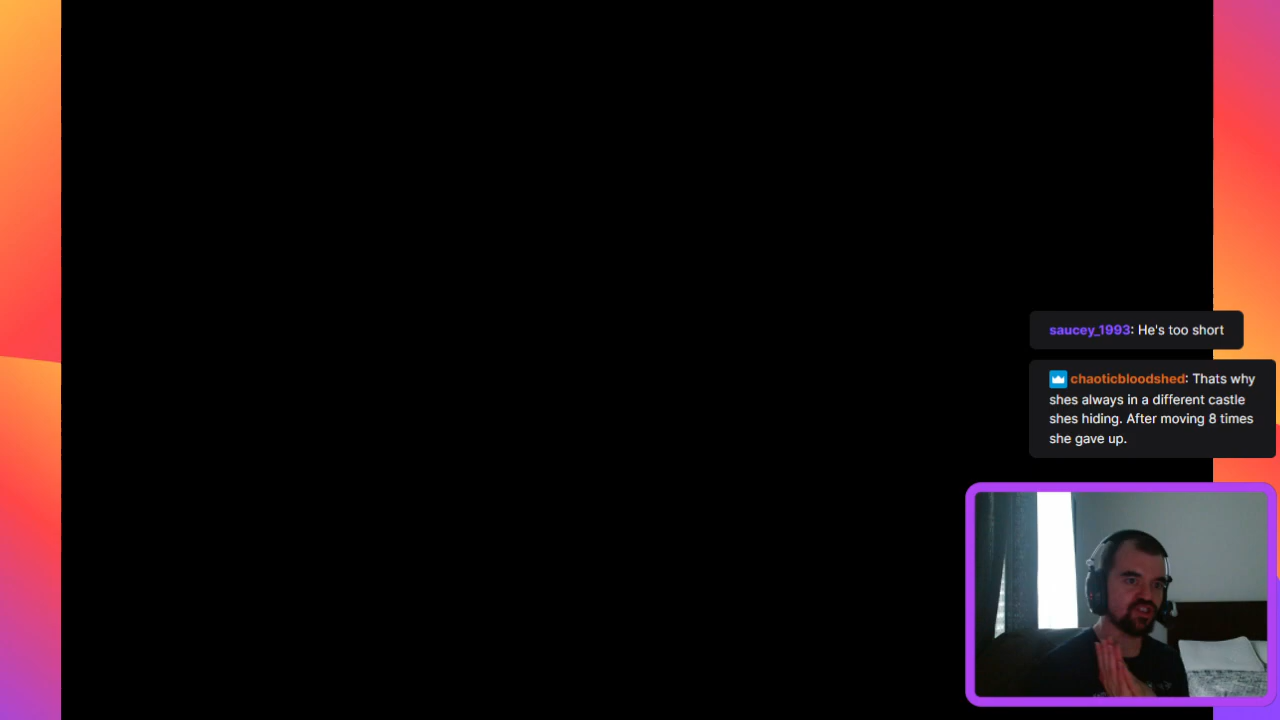 saucey_1993: He's too short
chaoticbloodshed: Thats why
shes always in a different castle
shes hiding. After moving 8 times
she gave up.